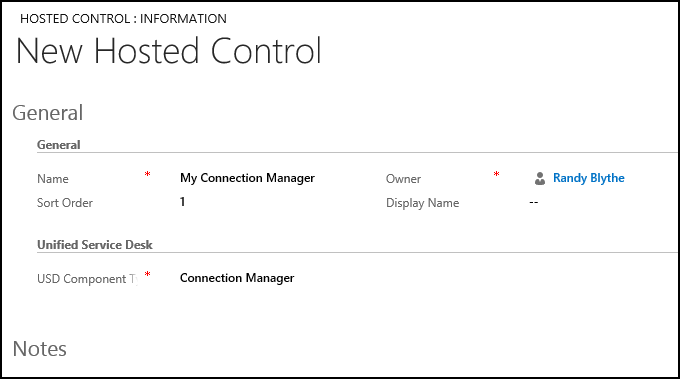 HOSTED CONTROL : INFORMATION
New Hosted Control
General
General
Name * My Connection Manager Owner * Randy Blythe
Sort Order 1 Display Name --
Unified Service Desk
USD Component T * Connection Manager
Notes